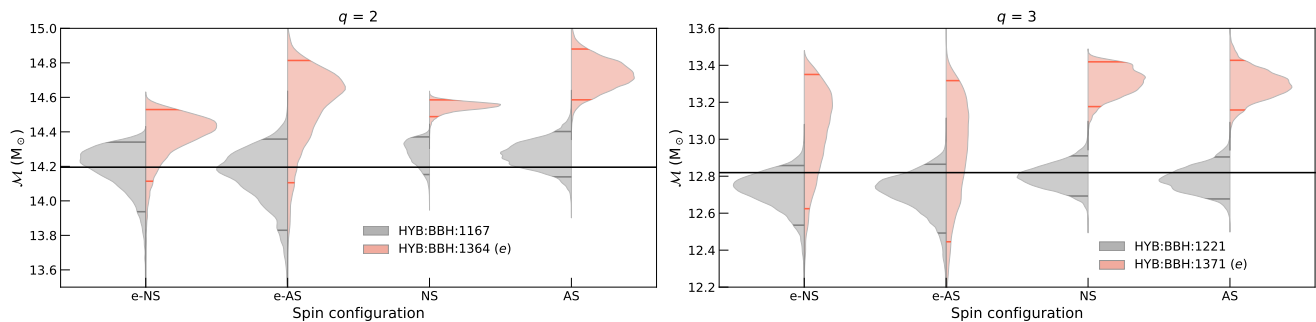 q = 2
15.0
14.8
14.6
14.4
14.2
14.0
13.8
13.6
ℳ (M⊙)
HYB:BBH:1167
HYB:BBH:1364 (e)
e-NS e-AS NS AS
Spin configuration
q = 3
13.6
13.4
13.2
13.0
12.8
12.6
12.4
12.2
ℳ (M⊙)
HYB:BBH:1221
HYB:BBH:1371 (e)
e-NS e-AS NS AS
Spin configuration